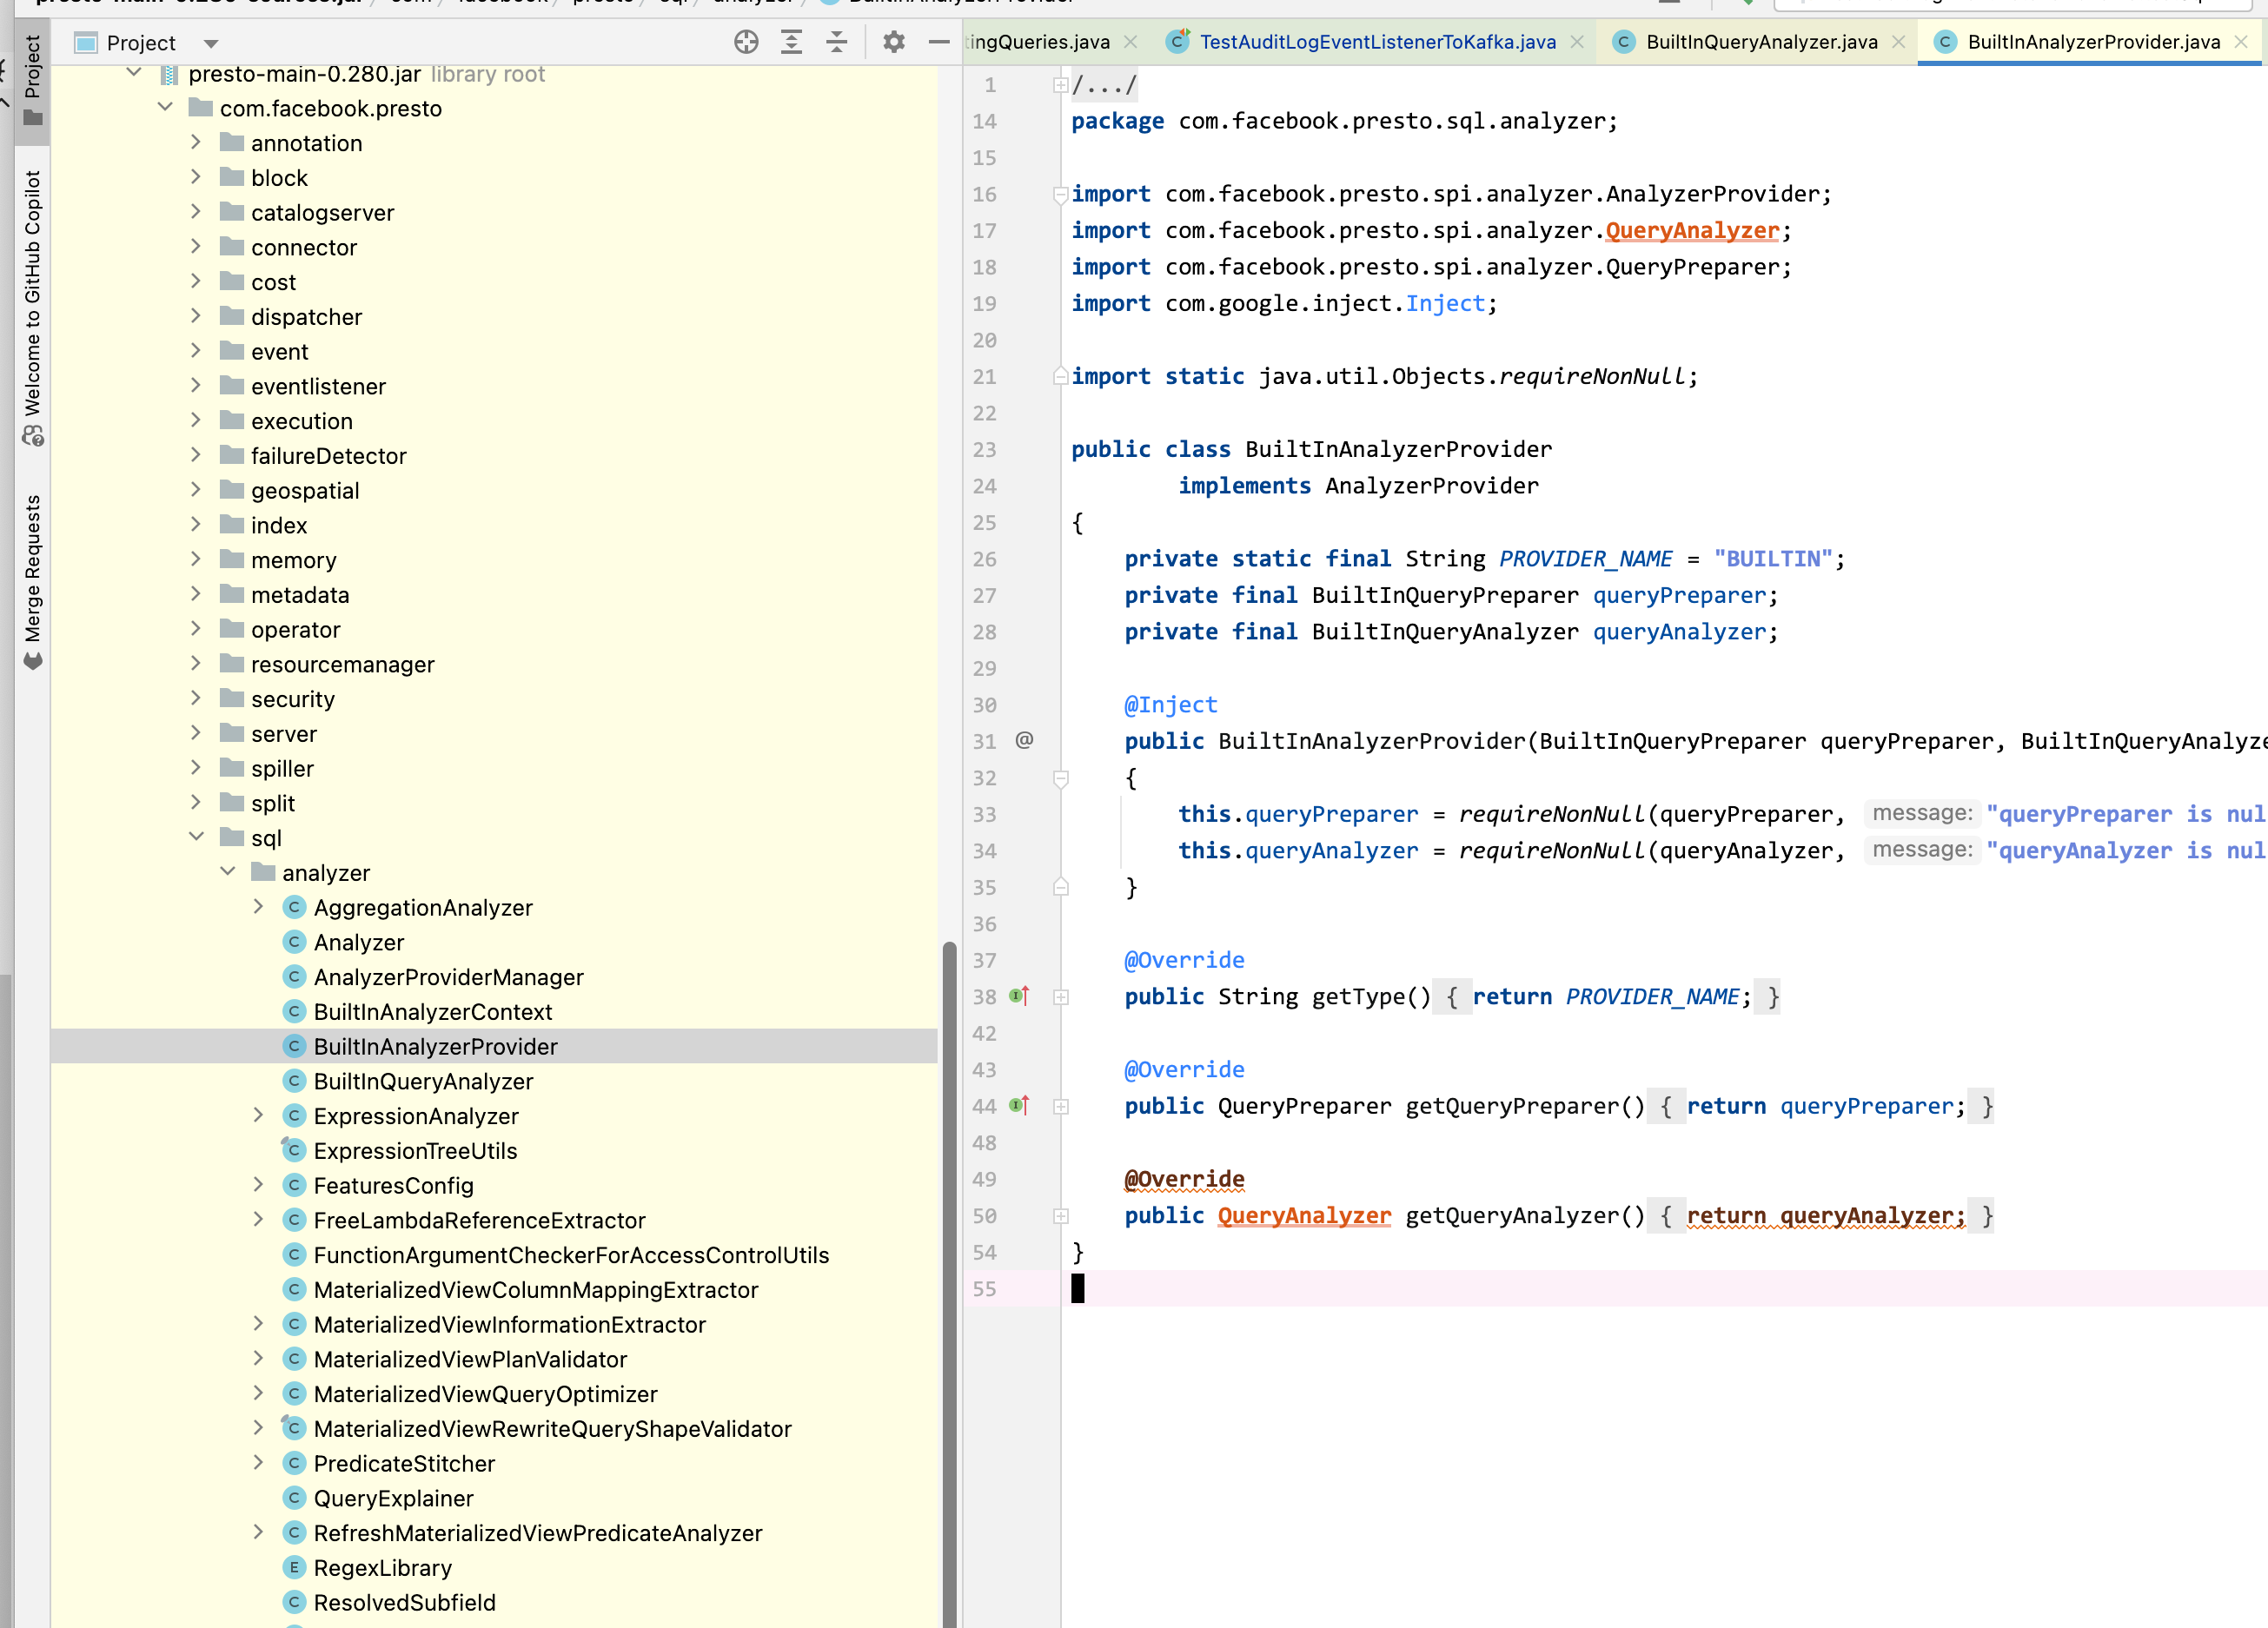 Project
tingQueries.java
TestAuditLogEventListenerToKafka.java
BuiltInQueryAnalyzer.java
BuiltInAnalyzerProvider.java
Project
Welcome to GitHub Copilot
Merge Requests
presto-main-0.280.jar library root
com.facebook.presto
annotation
block
catalogserver
connector
cost
dispatcher
event
eventlistener
execution
failureDetector
geospatial
index
memory
metadata
operator
resourcemanager
security
server
spiller
split
sql
analyzer
AggregationAnalyzer
Analyzer
AnalyzerProviderManager
BuiltInAnalyzerContext
BuiltInAnalyzerProvider
BuiltInQueryAnalyzer
ExpressionAnalyzer
ExpressionTreeUtils
FeaturesConfig
FreeLambdaReferenceExtractor
FunctionArgumentCheckerForAccessControlUtils
MaterializedViewColumnMappingExtractor
MaterializedViewInformationExtractor
MaterializedViewPlanValidator
MaterializedViewQueryOptimizer
MaterializedViewRewriteQueryShapeValidator
PredicateStitcher
QueryExplainer
RefreshMaterializedViewPredicateAnalyzer
RegexLibrary
ResolvedSubfield
1 /.../
14 package com.facebook.presto.sql.analyzer;
15
16 import com.facebook.presto.spi.analyzer.AnalyzerProvider;
17 import com.facebook.presto.spi.analyzer.QueryAnalyzer;
18 import com.facebook.presto.spi.analyzer.QueryPreparer;
19 import com.google.inject.Inject;
20
21 import static java.util.Objects.requireNonNull;
22
23 public class BuiltInAnalyzerProvider
24 implements AnalyzerProvider
25 {
26 private static final String PROVIDER_NAME = "BUILTIN";
27 private final BuiltInQueryPreparer queryPreparer;
28 private final BuiltInQueryAnalyzer queryAnalyzer;
29
30 @Inject
31 @ public BuiltInAnalyzerProvider(BuiltInQueryPreparer queryPreparer, BuiltInQueryAnalyze
32 {
33 this.queryPreparer = requireNonNull(queryPreparer, message: "queryPreparer is nul
34 this.queryAnalyzer = requireNonNull(queryAnalyzer, message: "queryAnalyzer is nul
35 }
36
37 @Override
38 public String getType() { return PROVIDER_NAME; }
42
43 @Override
44 public QueryPreparer getQueryPreparer() { return queryPreparer; }
48
49 @Override
50 public QueryAnalyzer getQueryAnalyzer() { return queryAnalyzer; }
54 }
55